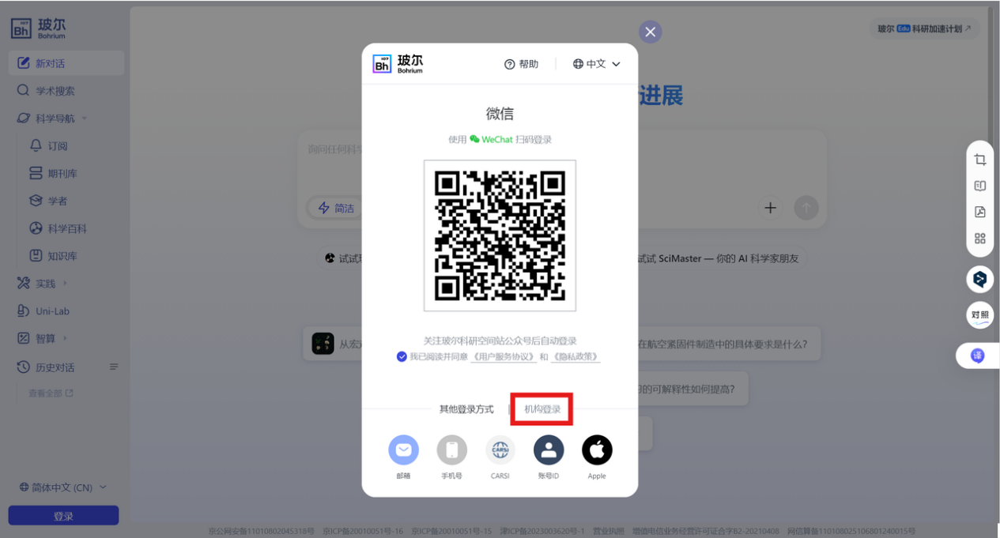 玻尔
Bohrium
新对话
学术搜索
科学导航
订阅
期刊库
学者
科学百科
知识库
实践
Uni-Lab
智算
历史对话
查看全部
简体中文 (CN)
登录
玻尔 Edu 科研加速计划
进展
询问任何科学
简洁
试试
试试 SciMaster — 你的 AI 科学家朋友
从宏
在航空紧固件制造中的具体要求是什么?
的可解释性如何提高?
107
Bh
玻尔
Bohrium
帮助
中文
微信
使用 WeChat 扫码登录
关注玻尔科研空间站公众号后自动登录
我已阅读并同意 《用户服务协议》 和 《隐私政策》
其他登录方式
机构登录
邮箱 手机号 CARSI 账号ID Apple
对照
译
京公网安备11010802045318号 京ICP备20010051号-16 京ICP备20010051号-15 津ICP备2023003620号-1 营业执照 增值电信业务经营许可证合字B2-20210408 网信算备110108025106801240015号